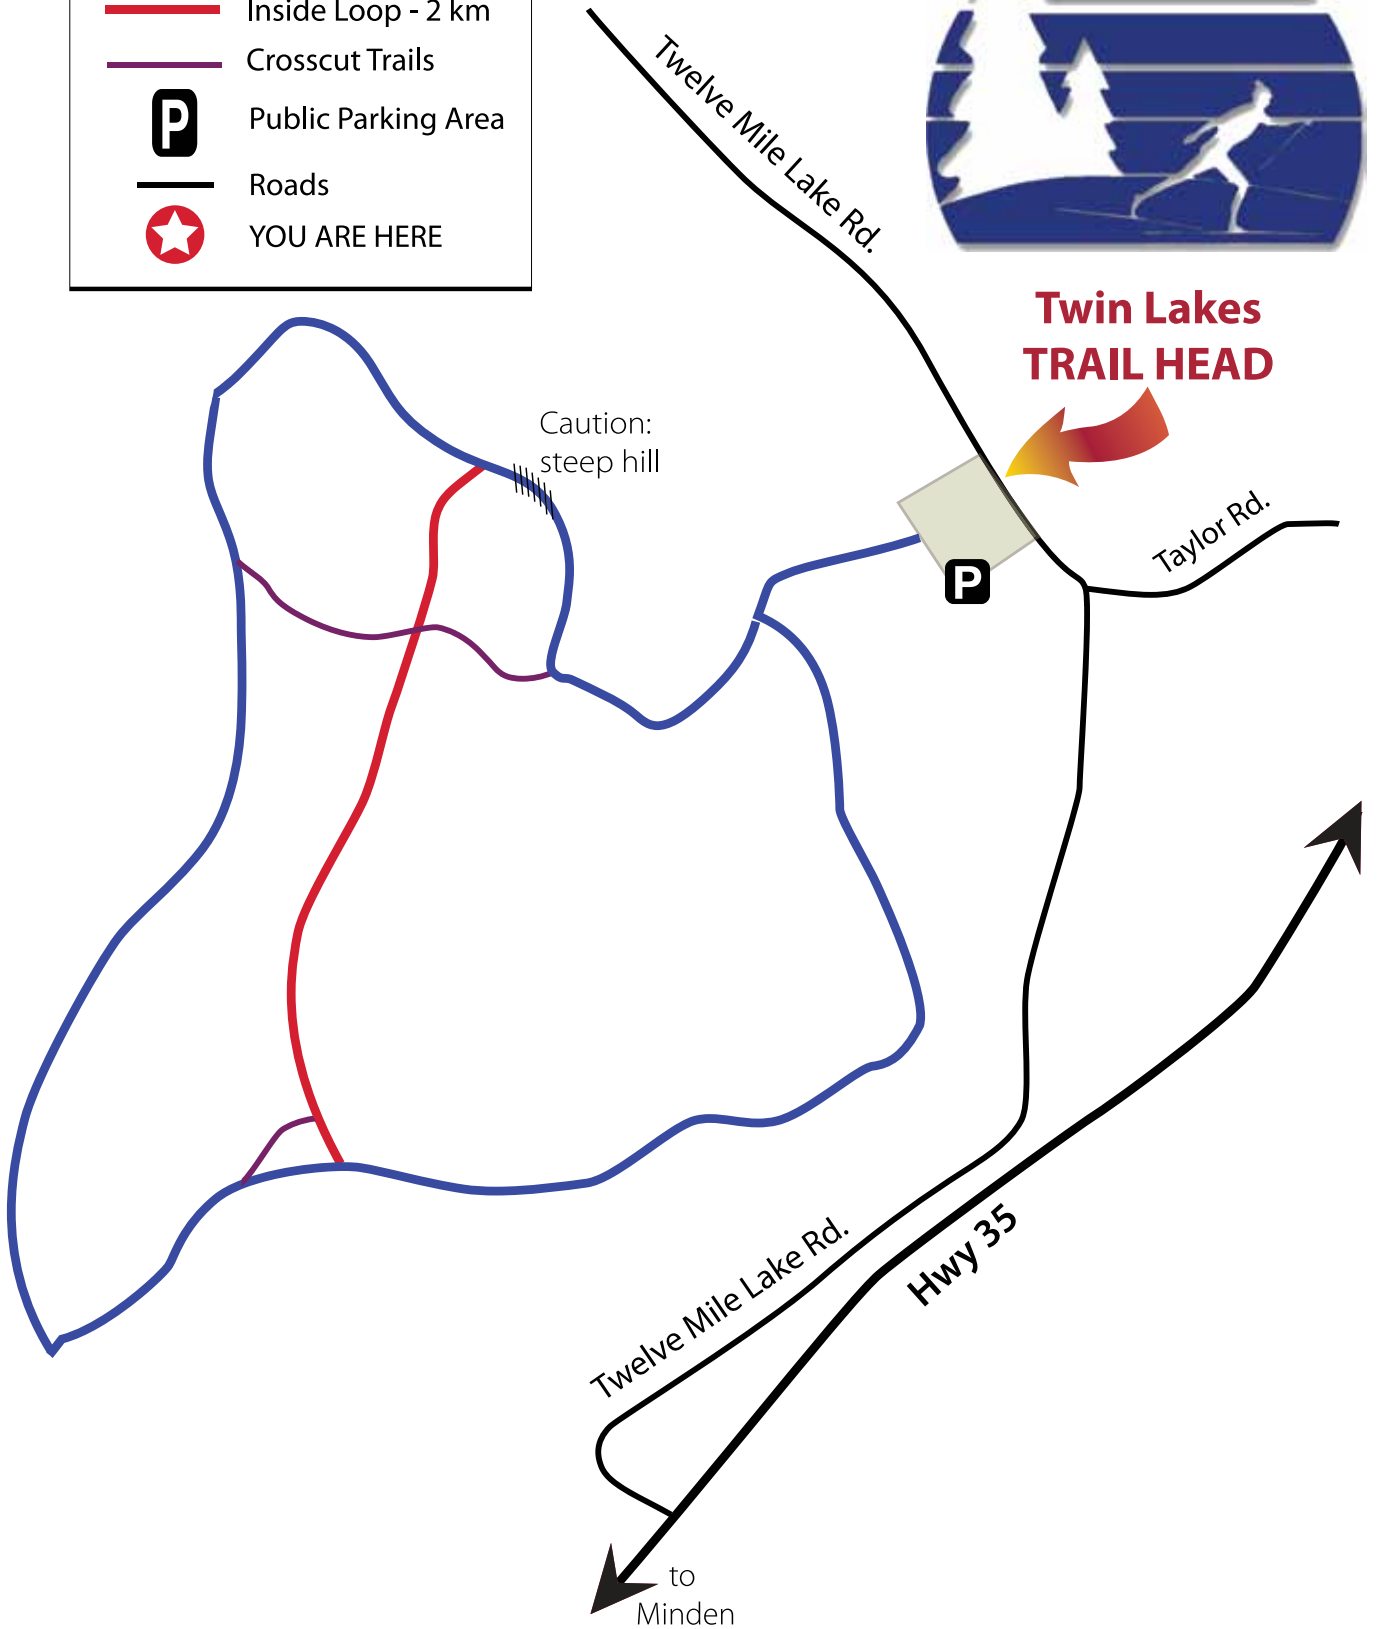 Inside Loop - 2 km
Crosscut Trails
P
Public Parking Area
Roads
YOU ARE HERE
Twelve Mile Lake Rd.
Twin Lakes
TRAIL HEAD
Caution:
steep hill
Taylor Rd.
P
Hwy 35
Twelve Mile Lake Rd.
to
Minden